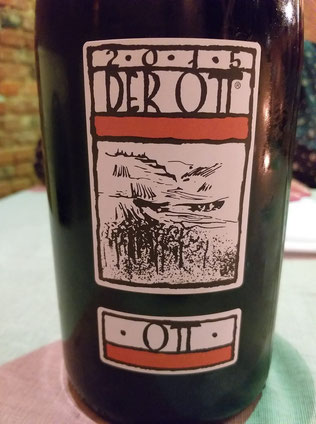 2015
DER OTT®
· OTT ·